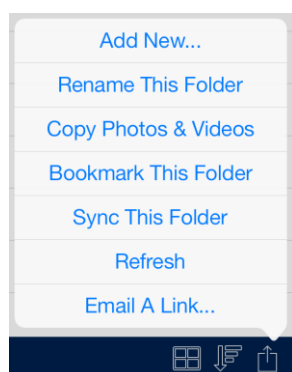 Add New...
Rename This Folder
Copy Photos & Videos
Bookmark This Folder
Sync This Folder
Refresh
Email A Link...